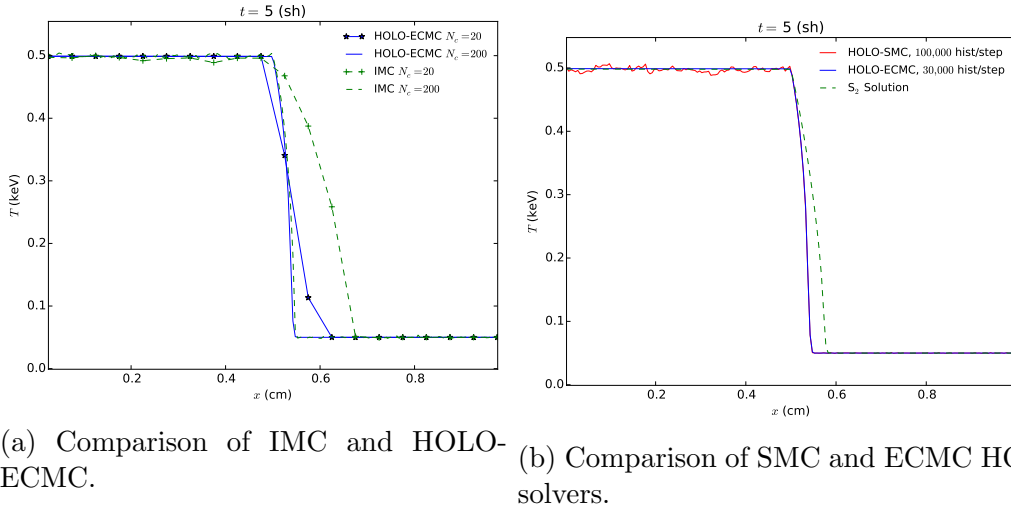 t = 5 (sh)
HOLO-ECMC N_c=20
HOLO-ECMC N_c=200
IMC N_c=20
IMC N_c=200
0.5
0.4
0.3
0.2
0.1
0.0
T (keV)
0.2 0.4 0.6 0.8
x (cm)
(a) Comparison of IMC and HOLO-
ECMC.
t = 5 (sh)
HOLO-SMC, 100,000 hist/step
HOLO-ECMC, 30,000 hist/step
S₂ Solution
0.5
0.4
0.3
0.2
0.1
0.0
T (keV)
0.2 0.4 0.6 0.8
x (cm)
(b) Comparison of SMC and ECMC HO
solvers.